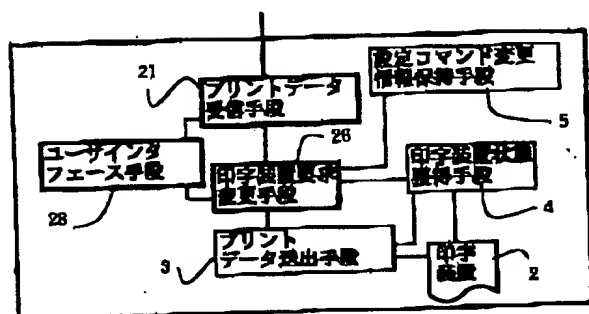 21
プリントデータ
受信手段
設定コマンド変更
情報保持手段
5
26
ユーザインタ
フェース手段
28
印字装置要求
変更手段
印字装置状態
獲得手段
4
プリント
データ送出手段
3
印字
装置
2